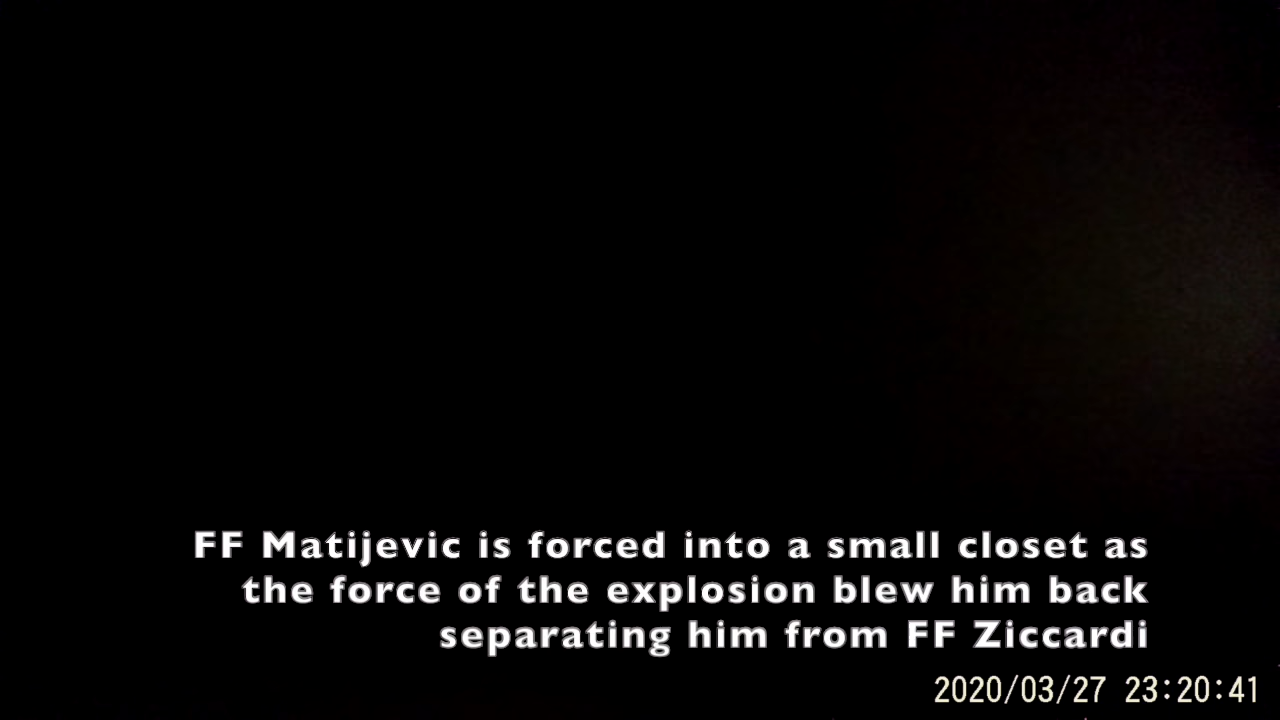 FF Matijevic is forced into a small closet as
the force of the explosion blew him back
separating him from FF Ziccardi
2020/03/27 23:20:41